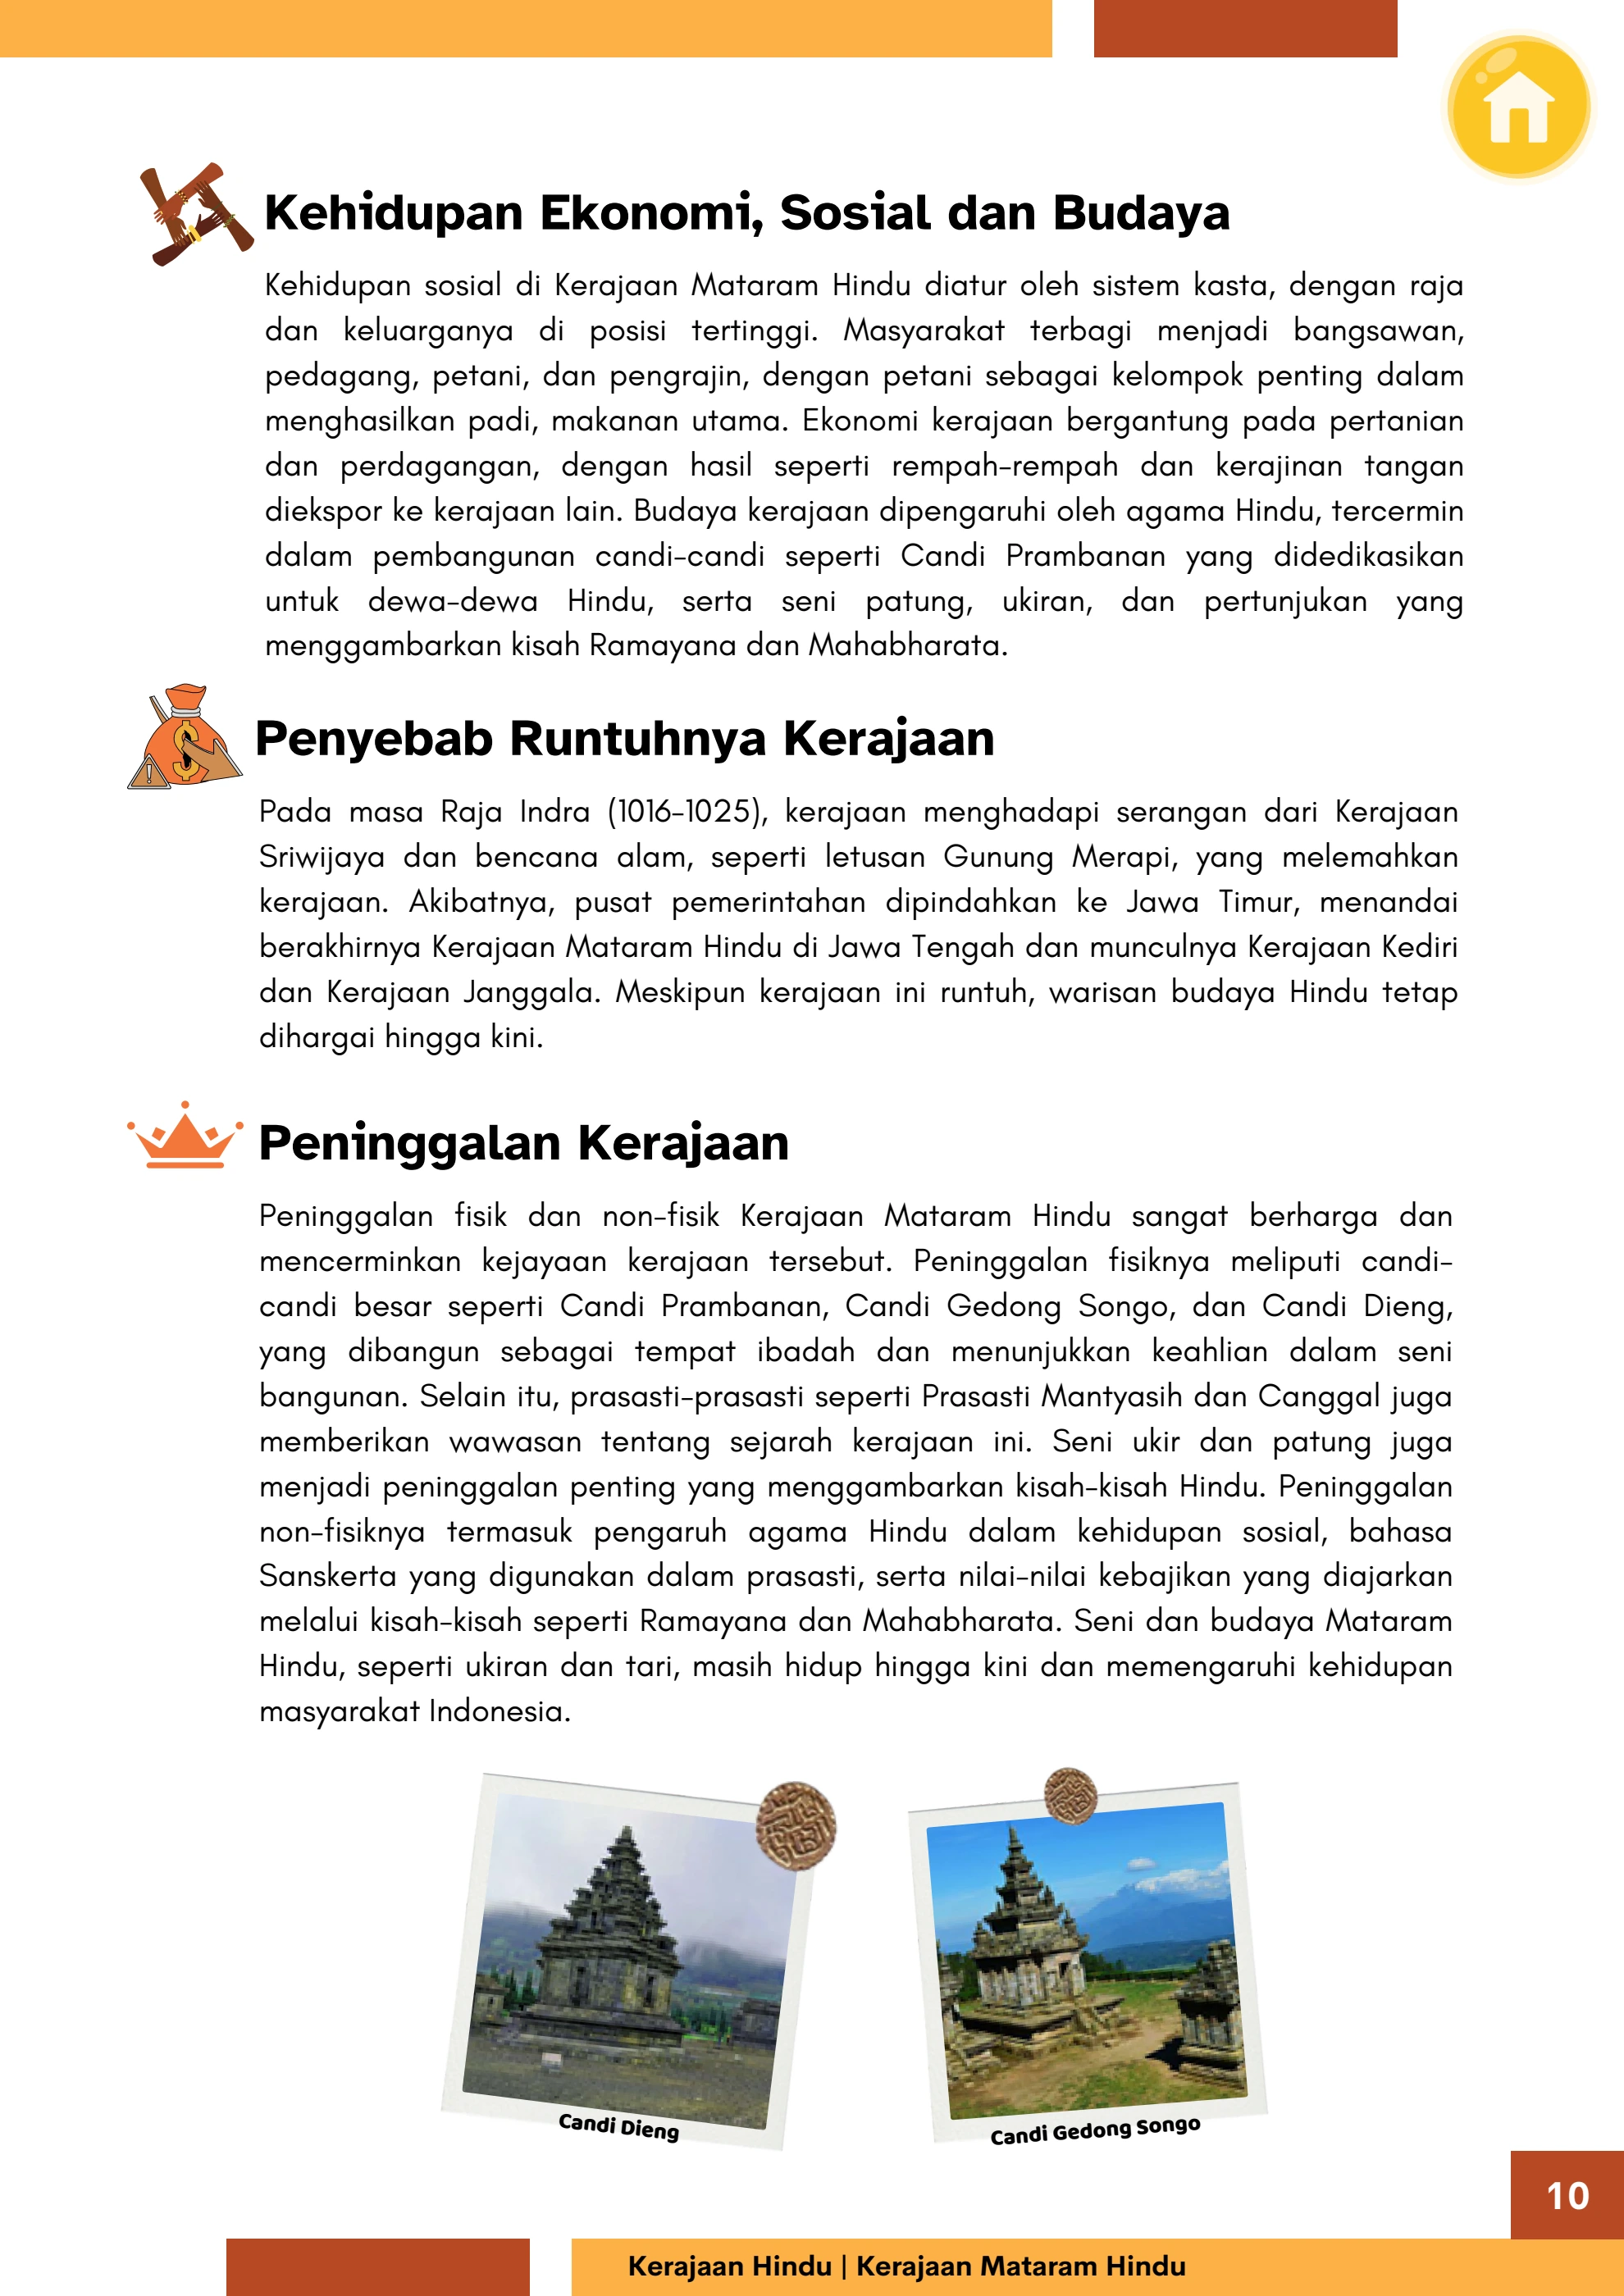 Kehidupan Ekonomi, Sosial dan Budaya
Kehidupan sosial di Kerajaan Mataram Hindu diatur oleh sistem kasta, dengan raja
dan keluarganya di posisi tertinggi. Masyarakat terbagi menjadi bangsawan,
pedagang, petani, dan pengrajin, dengan petani sebagai kelompok penting dalam
menghasilkan padi, makanan utama. Ekonomi kerajaan bergantung pada pertanian
dan perdagangan, dengan hasil seperti rempah-rempah dan kerajinan tangan
diekspor ke kerajaan lain. Budaya kerajaan dipengaruhi oleh agama Hindu, tercermin
dalam pembangunan candi-candi seperti Candi Prambanan yang didedikasikan
untuk dewa-dewa Hindu, serta seni patung, ukiran, dan pertunjukan yang
menggambarkan kisah Ramayana dan Mahabharata.
Penyebab Runtuhnya Kerajaan
Pada masa Raja Indra (1016-1025), kerajaan menghadapi serangan dari Kerajaan
Sriwijaya dan bencana alam, seperti letusan Gunung Merapi, yang melemahkan
kerajaan. Akibatnya, pusat pemerintahan dipindahkan ke Jawa Timur, menandai
berakhirnya Kerajaan Mataram Hindu di Jawa Tengah dan munculnya Kerajaan Kediri
dan Kerajaan Janggala. Meskipun kerajaan ini runtuh, warisan budaya Hindu tetap
dihargai hingga kini.
Peninggalan Kerajaan
Peninggalan fisik dan non-fisik Kerajaan Mataram Hindu sangat berharga dan
mencerminkan kejayaan kerajaan tersebut. Peninggalan fisiknya meliputi candi-
candi besar seperti Candi Prambanan, Candi Gedong Songo, dan Candi Dieng,
yang dibangun sebagai tempat ibadah dan menunjukkan keahlian dalam seni
bangunan. Selain itu, prasasti-prasasti seperti Prasasti Mantyasih dan Canggal juga
memberikan wawasan tentang sejarah kerajaan ini. Seni ukir dan patung juga
menjadi peninggalan penting yang menggambarkan kisah-kisah Hindu. Peninggalan
non-fisiknya termasuk pengaruh agama Hindu dalam kehidupan sosial, bahasa
Sanskerta yang digunakan dalam prasasti, serta nilai-nilai kebajikan yang diajarkan
melalui kisah-kisah seperti Ramayana dan Mahabharata. Seni dan budaya Mataram
Hindu, seperti ukiran dan tari, masih hidup hingga kini dan memengaruhi kehidupan
masyarakat Indonesia.
Candi Dieng
Candi Gedong Songo
10
Kerajaan Hindu | Kerajaan Mataram Hindu